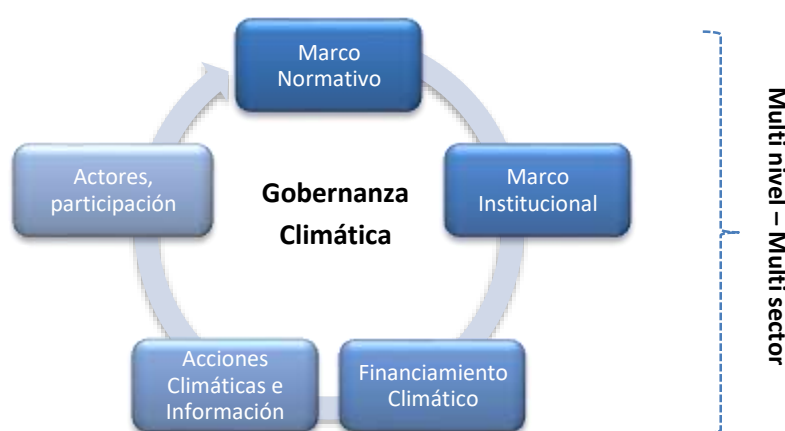 Marco
Normativo
Actores,
participación
Gobernanza
Climática
Marco
Institucional
Acciones
Climáticas e
Información
Financiamiento
Climático
Multi nivel – Multi sector